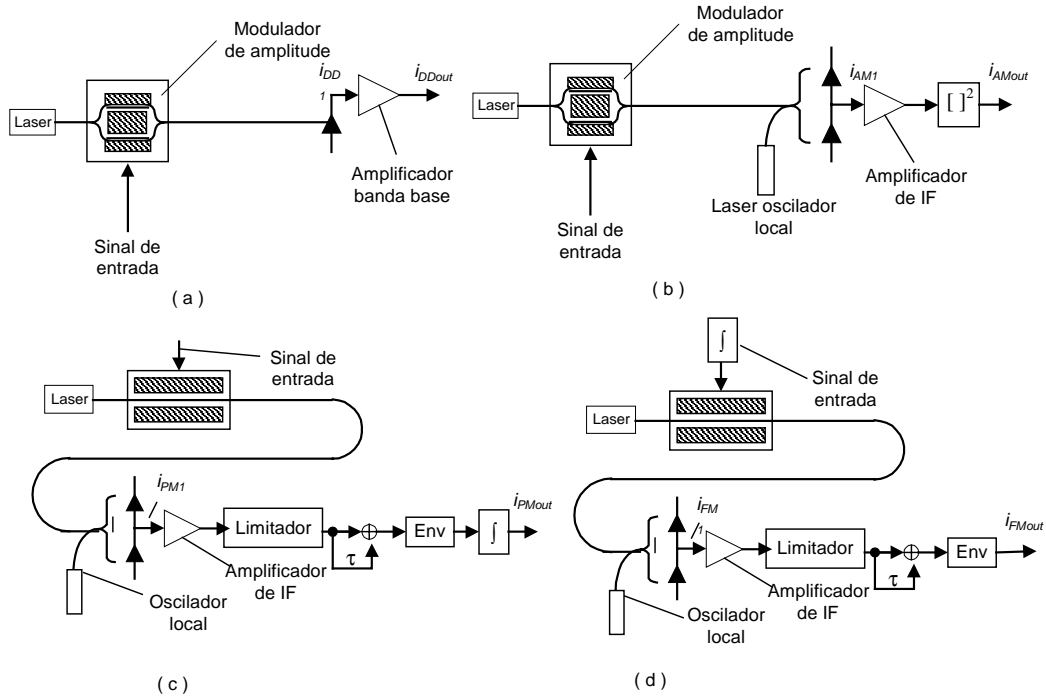 Modulador
de amplitude
Laser
i_DD
1
i_DDout
Amplificador
banda base
Sinal de
entrada
( a )
Modulador
de amplitude
Laser
i_AM1
i_AMout
[ ]²
Amplificador
de IF
Laser oscilador
local
Sinal de
entrada
( b )
Sinal de
entrada
Laser
i_PM1
i_PMout
Limitador
Env
∫
τ
Amplificador
de IF
Oscilador
local
( c )
∫
Sinal de
entrada
Laser
i_FM
1
i_FMout
Limitador
Env
τ
Amplificador
de IF
Oscilador
local
( d )